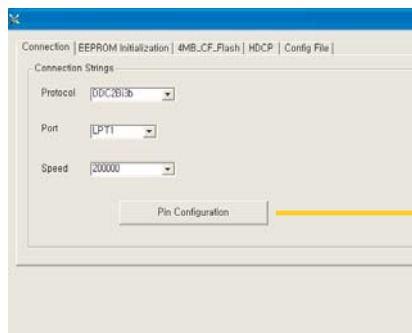 Connection | EEPROM Initialization | 4MB_CF_Flash | HDCP | Config File |
Connection Strings
Protocol DDC2Bi3b
Port LPT1
Speed 200000
Pin Configuration